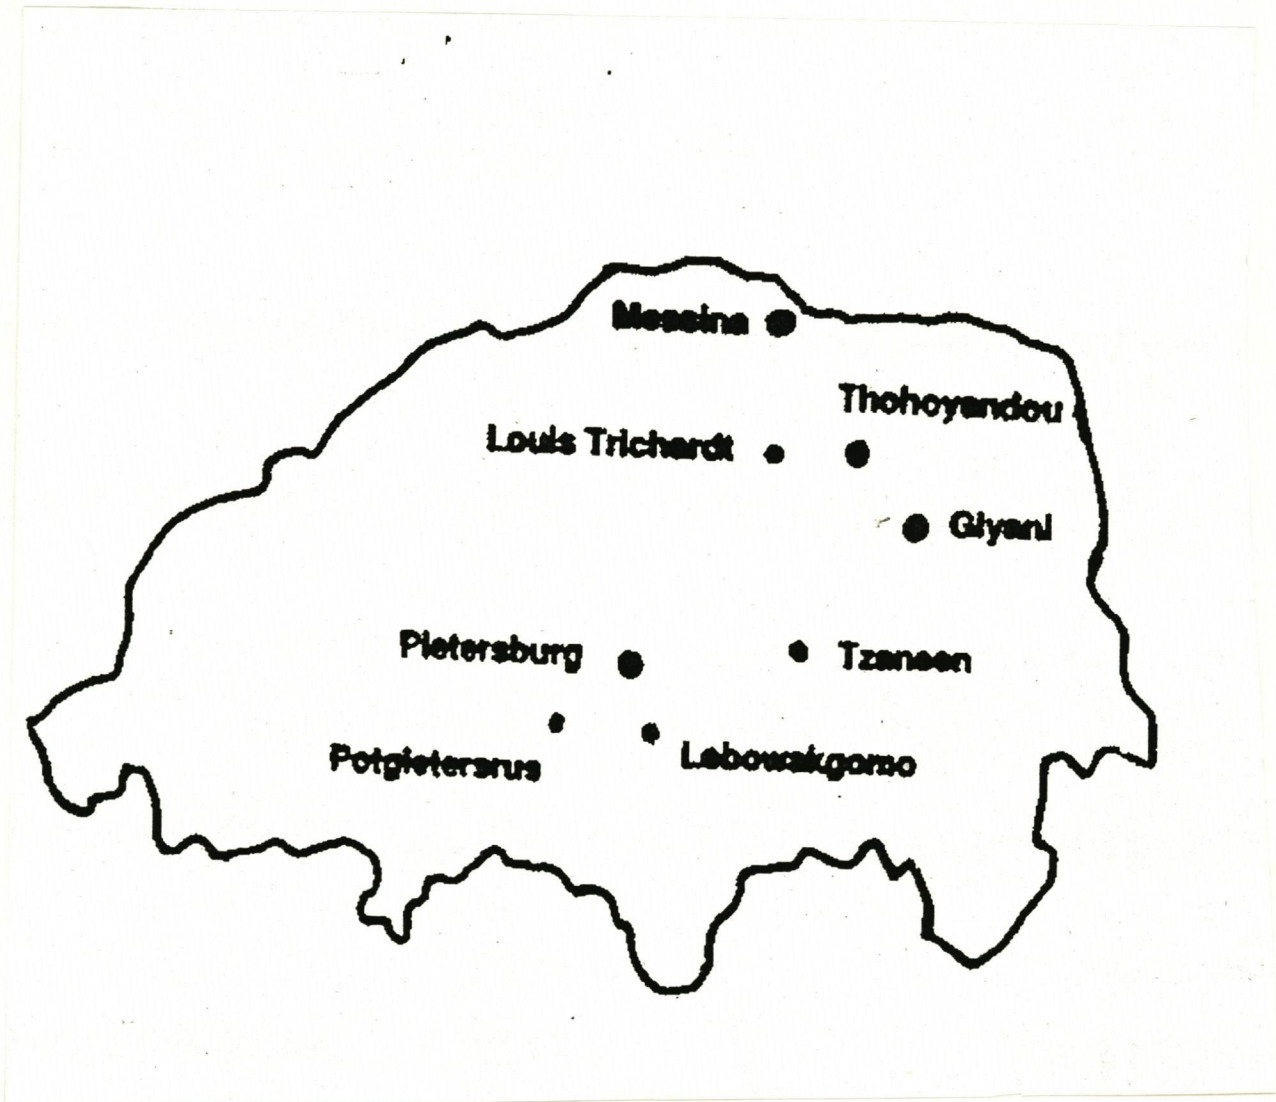 Messina
Thohoyandou
Louis Trichardt
Giyani
Pietersburg
Tzaneen
Potgietersrus
Lebowakgomo